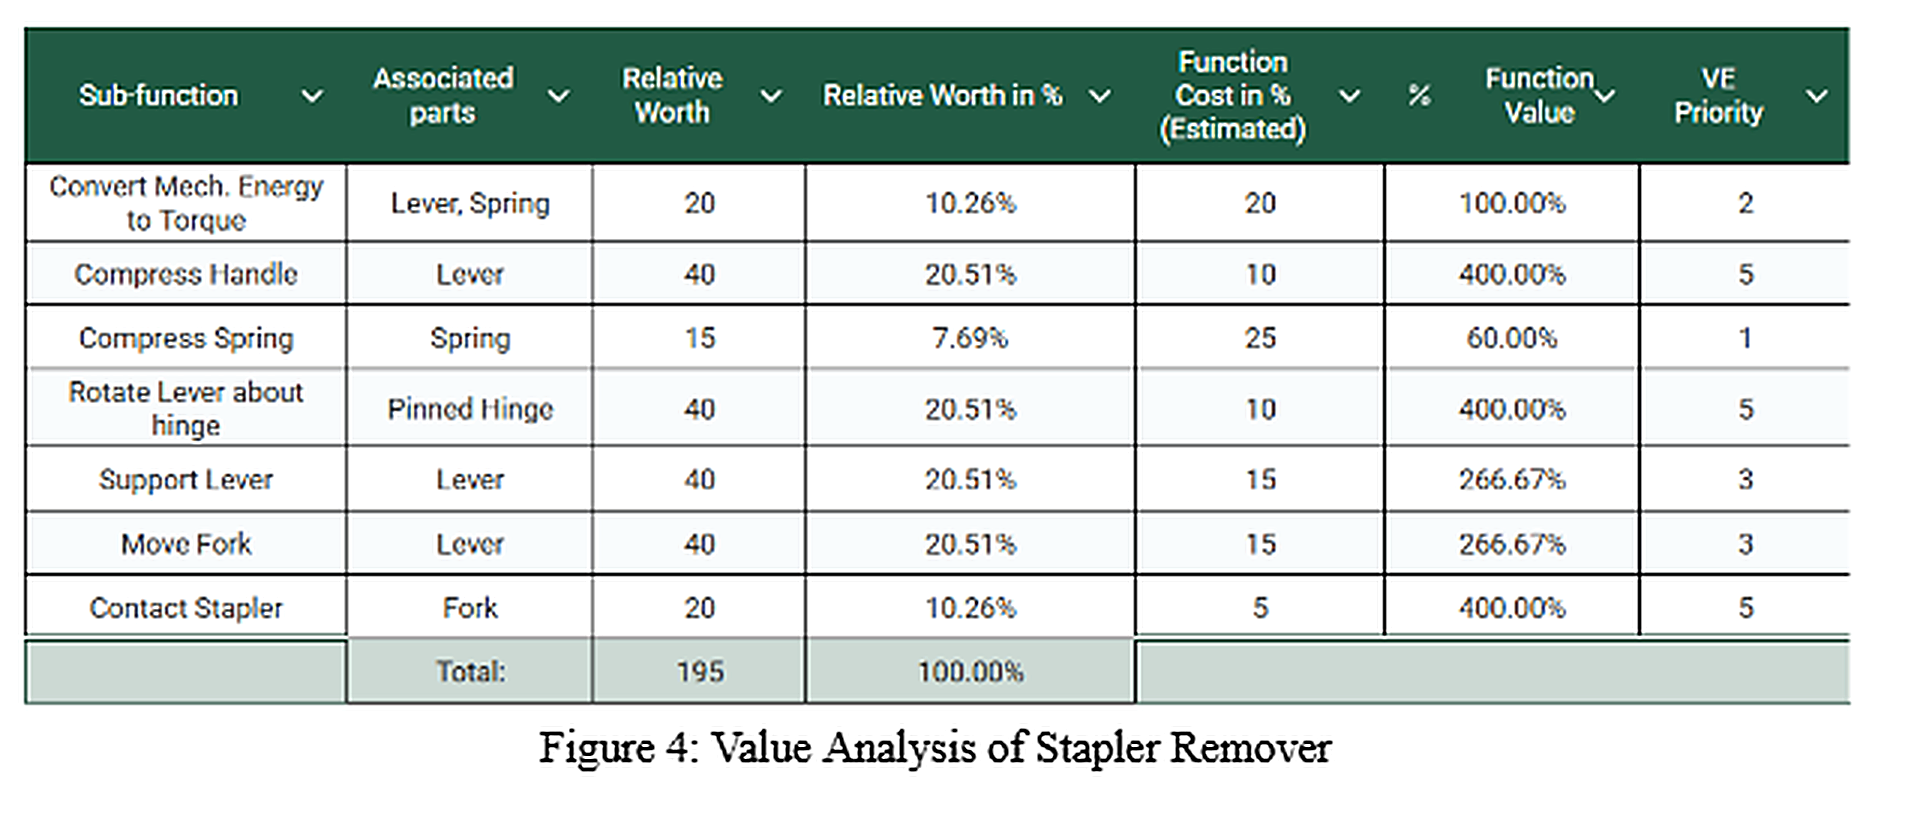 Sub-function Associated parts Relative Worth Relative Worth in % Function Cost in % (Estimated) % Function Value VE Priority
Convert Mech. Energy to Torque Lever, Spring 20 10.26% 20 100.00% 2
Compress Handle Lever 40 20.51% 10 400.00% 5
Compress Spring Spring 15 7.69% 25 60.00% 1
Rotate Lever about hinge Pinned Hinge 40 20.51% 10 400.00% 5
Support Lever Lever 40 20.51% 15 266.67% 3
Move Fork Lever 40 20.51% 15 266.67% 3
Contact Stapler Fork 20 10.26% 5 400.00% 5
Total: 195 100.00%
Figure 4: Value Analysis of Stapler Remover